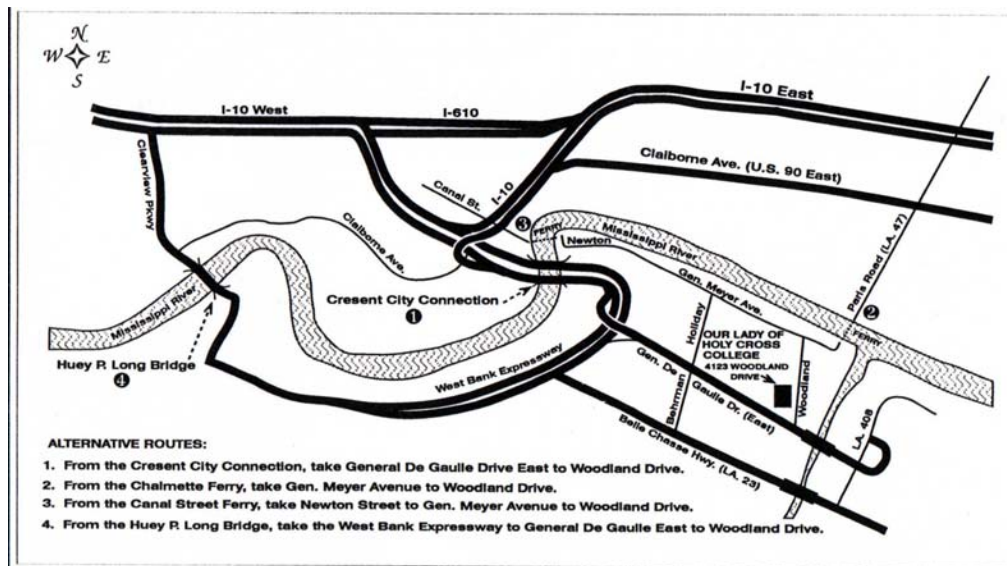 N
W E
S
I-10 East
I-10 West
I-610
Claiborne Ave. (U.S. 90 East)
Clearview Pkwy
Canal St.
I-10
Claiborne Ave.
3
FERRY
Newton
Mississippi River
Gen. Meyer Ave.
Paris Road (LA. 47)
Cresent City Connection
1
2
FERRY
Mississippi River
Huey P. Long Bridge
4
West Bank Expressway
Holiday
Behrman
OUR LADY OF
HOLY CROSS
COLLEGE
4123 WOODLAND
DRIVE
Woodland
Gen. De Gaulle Dr. (East)
Belle Chasse Hwy. (LA. 23)
LA. 408
ALTERNATIVE ROUTES:
1. From the Cresent City Connection, take General De Gaulle Drive East to Woodland Drive.
2. From the Chalmette Ferry, take Gen. Meyer Avenue to Woodland Drive.
3. From the Canal Street Ferry, take Newton Street to Gen. Meyer Avenue to Woodland Drive.
4. From the Huey P. Long Bridge, take the West Bank Expressway to General De Gaulle East to Woodland Drive.